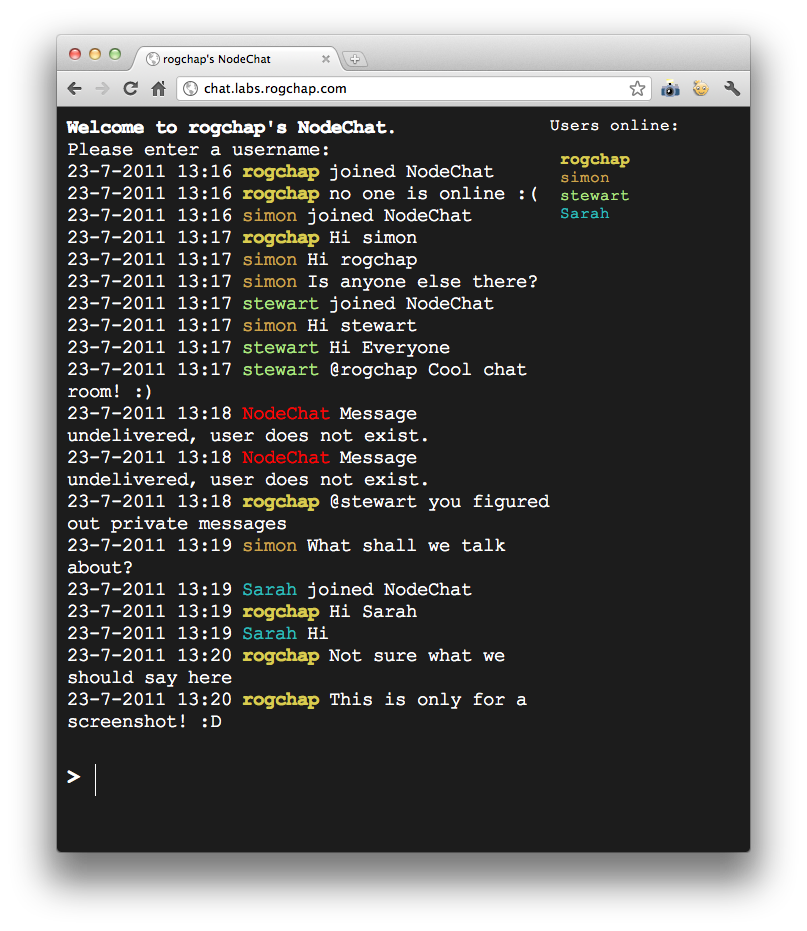 rogchap's NodeChat
chat.labs.rogchap.com
Welcome to rogchap's NodeChat.
Please enter a username:
23-7-2011 13:16 rogchap joined NodeChat
23-7-2011 13:16 rogchap no one is online :(
23-7-2011 13:16 simon joined NodeChat
23-7-2011 13:17 rogchap Hi simon
23-7-2011 13:17 simon Hi rogchap
23-7-2011 13:17 simon Is anyone else there?
23-7-2011 13:17 stewart joined NodeChat
23-7-2011 13:17 simon Hi stewart
23-7-2011 13:17 stewart Hi Everyone
23-7-2011 13:17 stewart @rogchap Cool chat
room! :)
23-7-2011 13:18 NodeChat Message
undelivered, user does not exist.
23-7-2011 13:18 NodeChat Message
undelivered, user does not exist.
23-7-2011 13:18 rogchap @stewart you figured
out private messages
23-7-2011 13:19 simon What shall we talk
about?
23-7-2011 13:19 Sarah joined NodeChat
23-7-2011 13:19 rogchap Hi Sarah
23-7-2011 13:19 Sarah Hi
23-7-2011 13:20 rogchap Not sure what we
should say here
23-7-2011 13:20 rogchap This is only for a
screenshot! :D
>
Users online:
rogchap
simon
stewart
Sarah